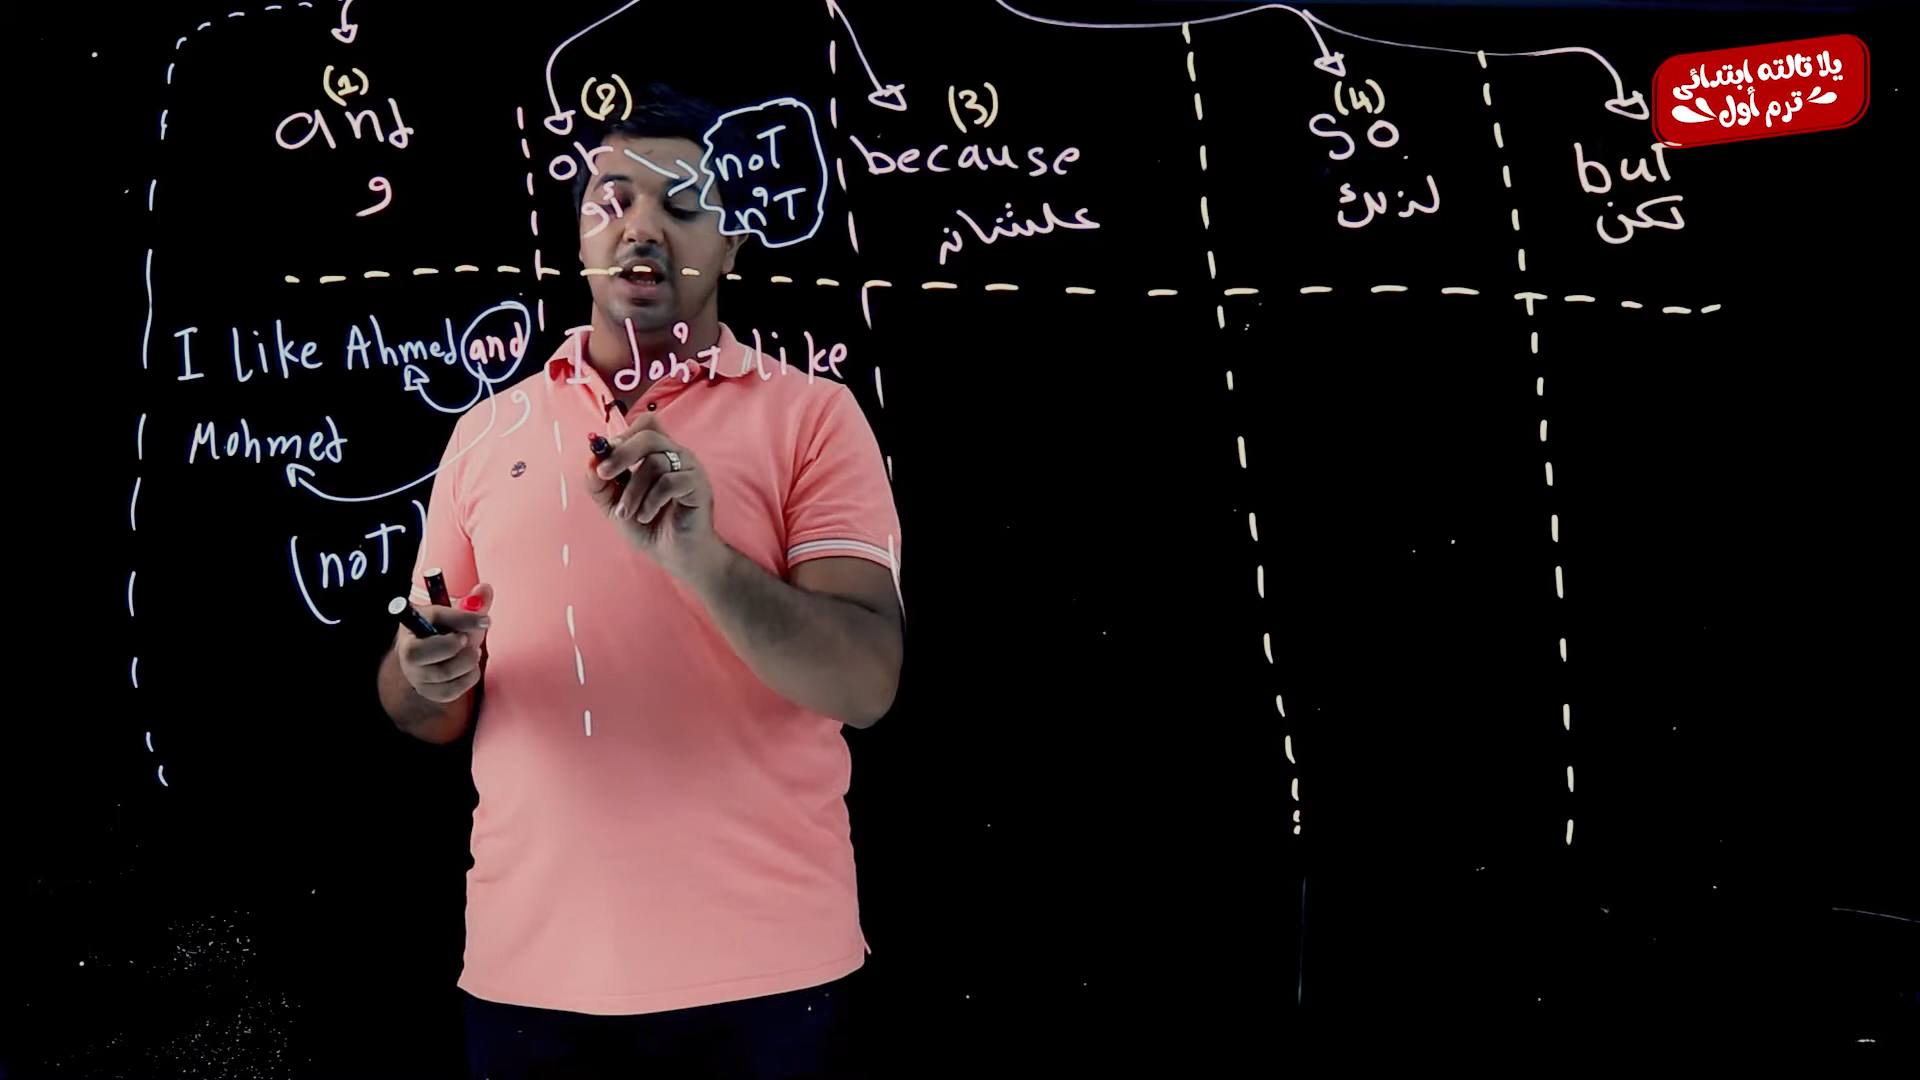 يلا تالته ابتدائى
ترم أول
(1)
and
و
(2)
or
أو
not
n't
(3)
because
علشان
(4)
so
لذلك
but
لكن
I like Ahmed and
و
Mohmed
(not)
I don't like